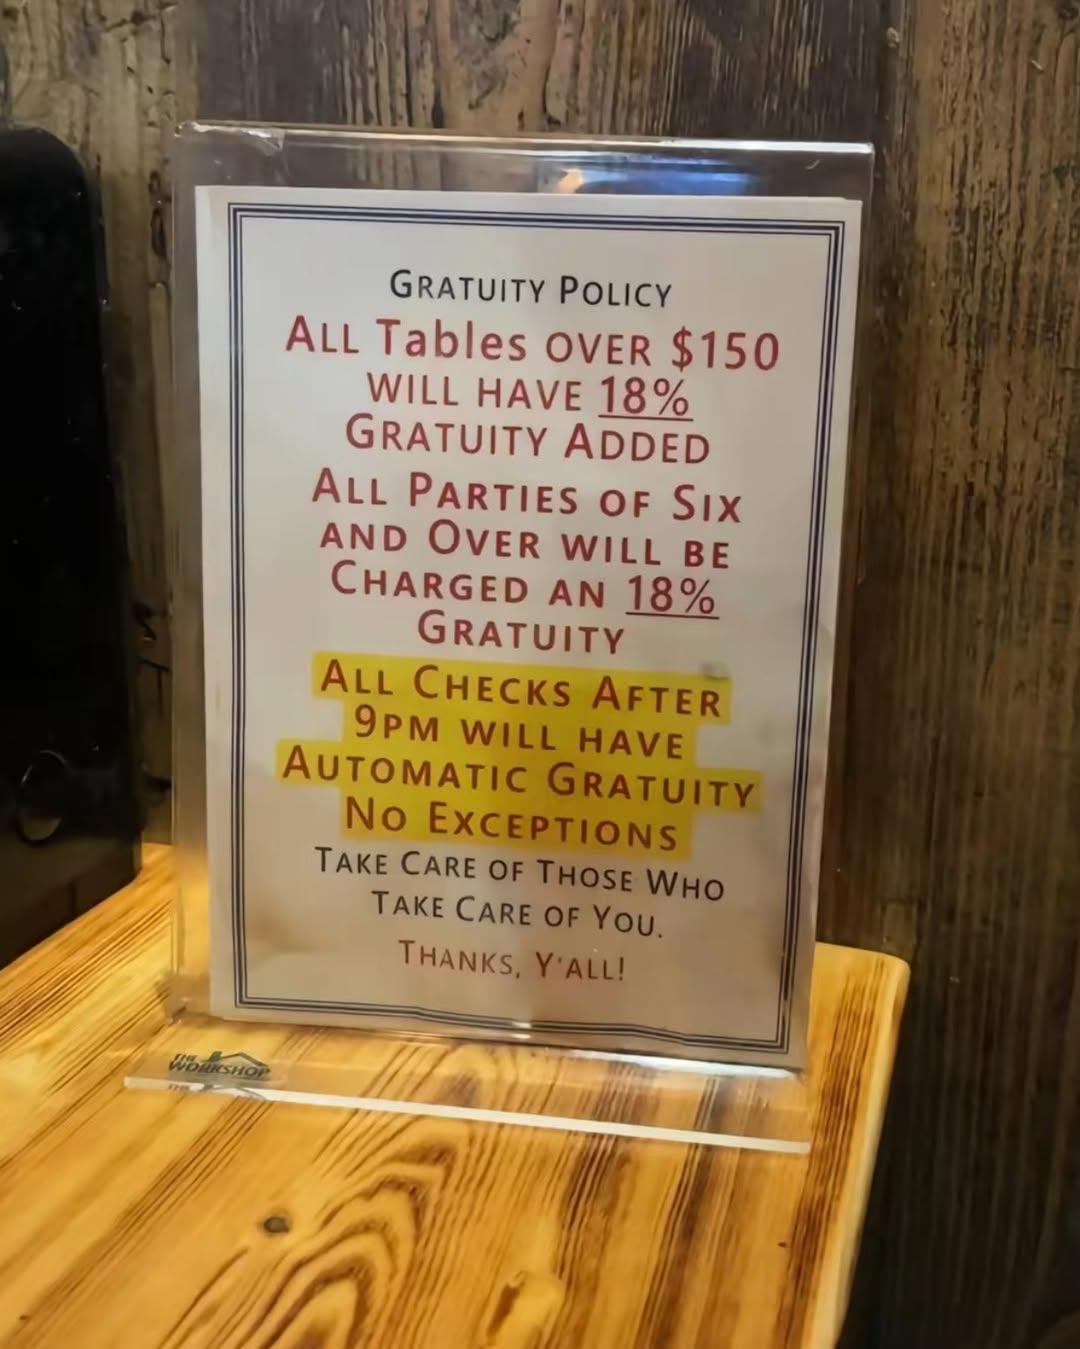 GRATUITY POLICY
ALL Tables OVER $150
WILL HAVE 18%
GRATUITY ADDED
ALL PARTIES OF SIX
AND OVER WILL BE
CHARGED AN 18%
GRATUITY
ALL CHECKS AFTER
9PM WILL HAVE
AUTOMATIC GRATUITY
NO EXCEPTIONS
TAKE CARE OF THOSE WHO
TAKE CARE OF YOU.
THANKS, Y'ALL!
THE
WORKSHOP